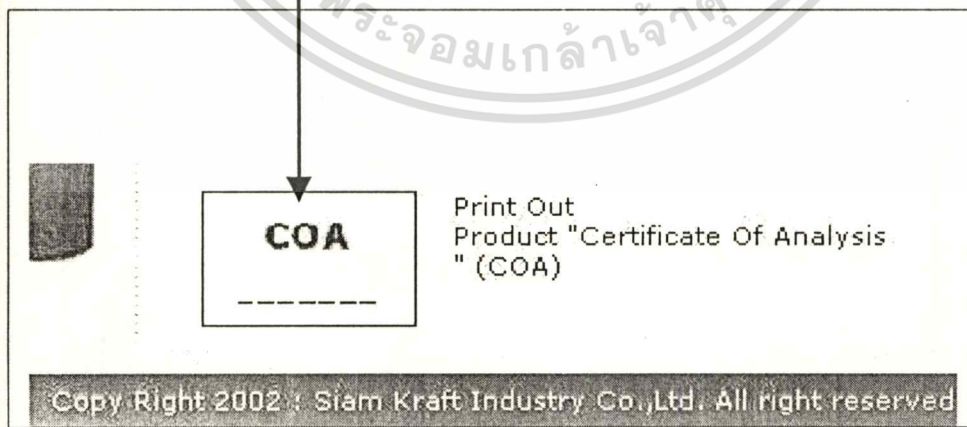 พระจอมเกล้าเจ้าคุ
COA
Print Out
Product "Certificate Of Analysis
" (COA)
Copy Right 2002 : Siam Kraft Industry Co.,Ltd. All right reserved